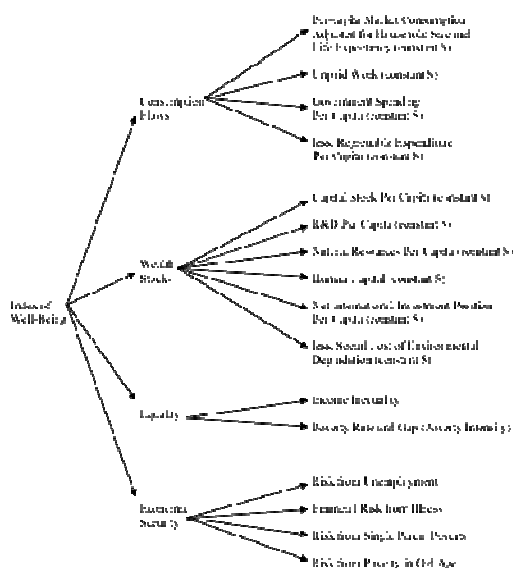 Per-capita Market Consumption
Adjusted for Household Size and
Life Expectancy (constant $)
Unpaid Work (constant $)
Consumption
Flows
Government Spending
Per Capita (constant $)
less Regrettable Expenditure
Per Capita (constant $)
Capital Stock Per Capita (constant $)
R&D Per Capita (constant $)
Natural Resources Per Capita (constant $)
Wealth
Stocks
Human Capital (constant $)
Index of
Well-Being
Net International Investment Position
Per Capita (constant $)
less Social Cost of Environmental
Degradation (constant $)
Income Inequality
Equality
Poverty Rate and Gap (Poverty Intensity)
Risk from Unemployment
Economic
Security
Financial Risk from Illness
Risk from Single Parent Poverty
Risk from Poverty in Old Age